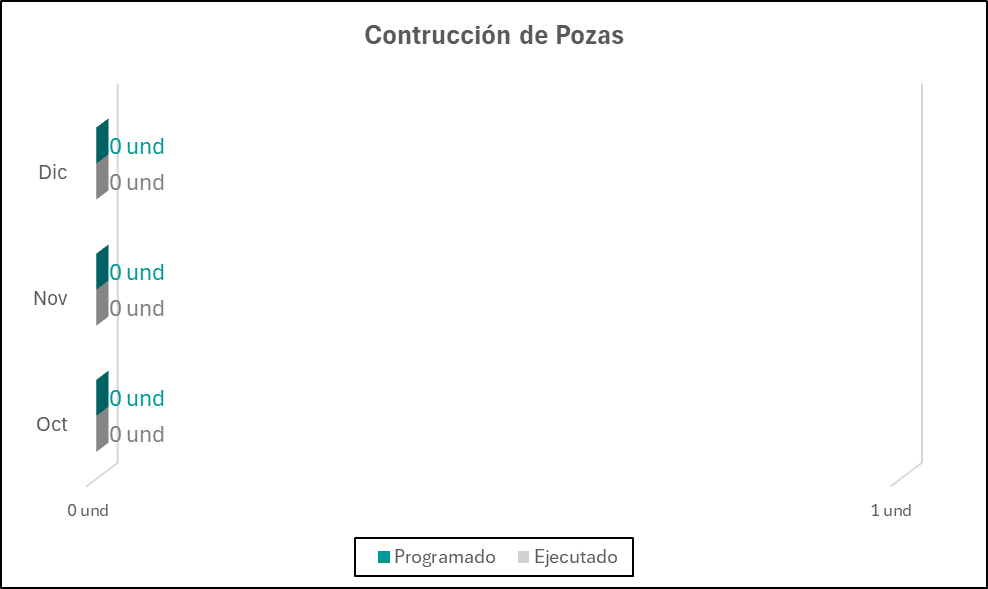 Contrucción de Pozas
0 und
Dic
0 und
0 und
Nov
0 und
0 und
Oct
0 und
0 und 1 und
Programado Ejecutado